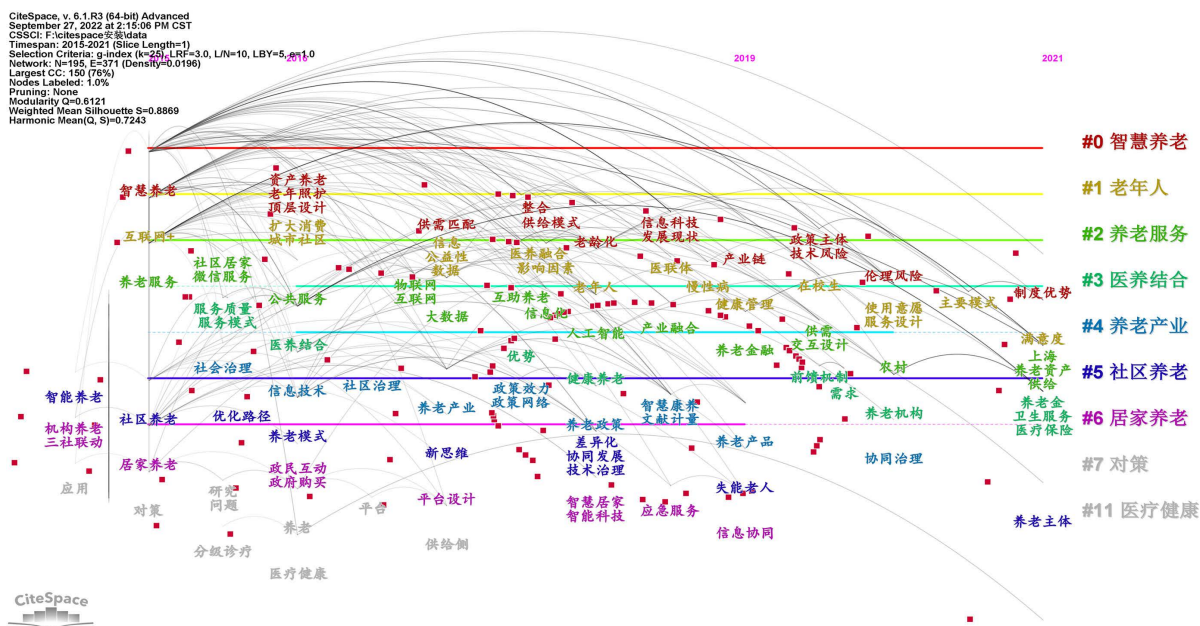 CiteSpace, v. 6.1.R3 (64-bit) Advanced
September 27, 2022 at 2:15:06 PM CST
CSSCI: F:\citespace安装\data
Timespan: 2015-2021 (Slice Length=1)
Selection Criteria: g-index (k=25), LRF=3.0, L/N=10, LBY=5, e=1.0
Network: N=195, E=371 (Density=0.0196)
Largest CC: 150 (76%)
Nodes Labeled: 1.0%
Pruning: None
Modularity Q=0.6121
Weighted Mean Silhouette S=0.8869
Harmonic Mean(Q, S)=0.7243
2015
2016
2019
2021
#0 智慧养老
#1 老年人
#2 养老服务
#3 医养结合
#4 养老产业
#5 社区养老
#6 居家养老
#7 对策
#11 医疗健康
智能养老
机构养老
三社联动
应用
智慧养老
互联网+
养老服务
社区养老
居家养老
对策
社区居家
微信服务
服务质量
服务模式
社会治理
优化路径
研究
问题
分级诊疗
资产养老
老年照护
顶层设计
扩大消费
城市社区
公共服务
医养结合
信息技术
养老模式
政民互动
政府购买
养老
医疗健康
社区治理
平台
供需匹配
信息
公益性
数据
物联网
互联网
大数据
养老产业
新思维
平台设计
供给侧
整合
供给模式
医养融合
影响因素
互助养老
信息化
优势
政策效力
政策网络
老龄化
老年人
人工智能
健康养老
养老政策
差异化
协同发展
技术治理
智慧居家
智能科技
信息科技
发展现状
医联体
产业融合
智慧康养
文献计量
应急服务
产业链
慢性病
健康管理
养老金融
养老产品
失能老人
信息协同
政策主体
技术风险
在校生
供需
交互设计
前馈机制
需求
伦理风险
使用意愿
服务设计
农村
养老机构
协同治理
主要模式
制度优势
满意度
上海
养老资产
供给
养老金
卫生服务
医疗保险
养老主体
CiteSpace